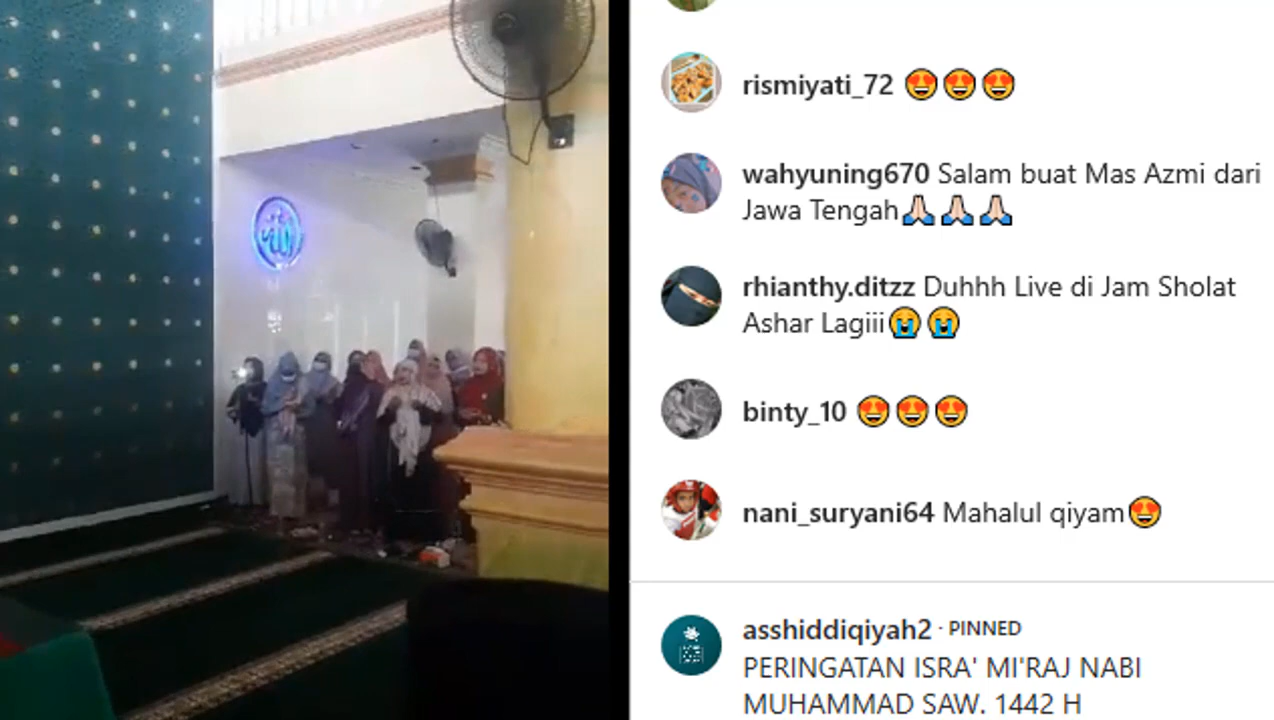 الله
rismiyati_72 😍😍😍
wahyuning670 Salam buat Mas Azmi dari
Jawa Tengah🙏🏻🙏🏻🙏🏻
rhianthy.ditzz Duhhh Live di Jam Sholat
Ashar Lagiii😭😭
binty_10 😍😍😍
nani_suryani64 Mahalul qiyam😍
asshiddiqiyah2 · PINNED
PERINGATAN ISRA' MI'RAJ NABI
MUHAMMAD SAW. 1442 H